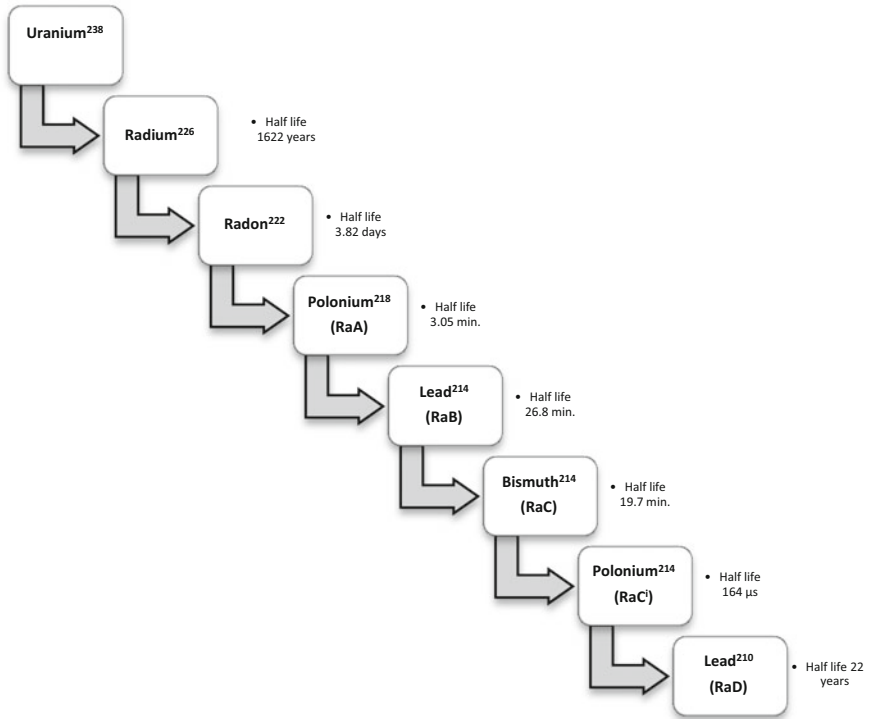 Uranium²³⁸
Radium²²⁶
• Half life
1622 years
Radon²²²
• Half life
3.82 days
Polonium²¹⁸
(RaA)
• Half life
3.05 min.
Lead²¹⁴
(RaB)
• Half life
26.8 min.
Bismuth²¹⁴
(RaC)
• Half life
19.7 min.
Polonium²¹⁴
(RaCⁱ)
• Half life
164 µs
Lead²¹⁰
(RaD)
• Half life 22
years